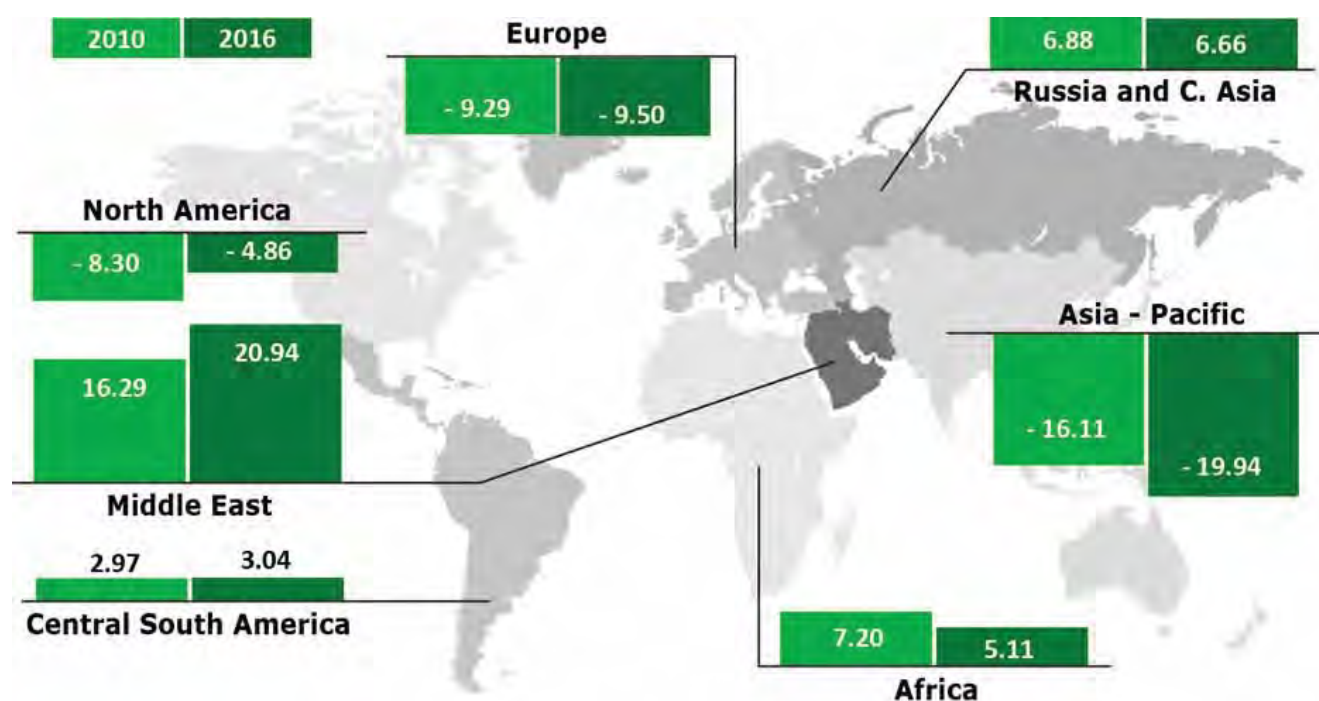 2010 2016
Europe
- 9.29 - 9.50
6.88 6.66
Russia and C. Asia
North America
- 8.30 - 4.86
16.29 20.94
Middle East
2.97 3.04
Central South America
Asia - Pacific
- 16.11 - 19.94
7.20 5.11
Africa